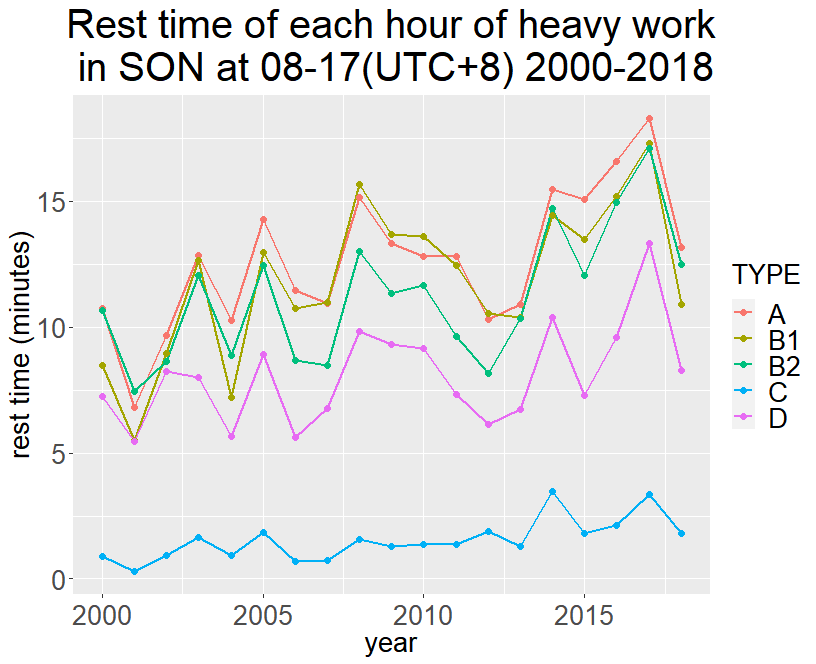 Rest time of each hour of heavy work
in SON at 08-17(UTC+8) 2000-2018
rest time (minutes)
15
10
5
0
2000
2005
2010
2015
year
TYPE
A
B1
B2
C
D